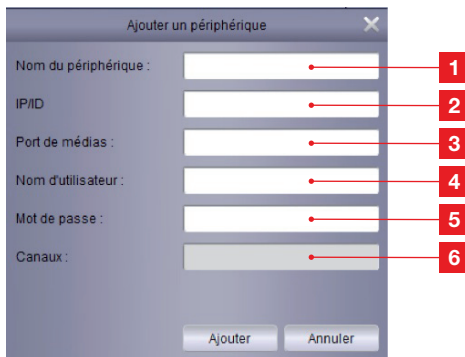 Ajouter un périphérique
Nom du périphérique : 1
IP/ID 2
Port de médias : 3
Nom d'utilisateur : 4
Mot de passe : 5
Canaux : 6
Ajouter Annuler